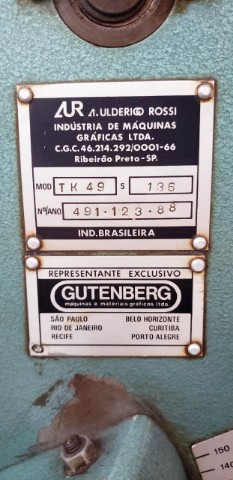 AUR A. ULDERIGO ROSSI
INDÚSTRIA DE MÁQUINAS
GRÁFICAS LTDA.
C.G.C. 46.214.292/0001-66
Ribeirão Preto-SP.
MOD TK 49 S 136
Nº/ANO 491-123-88
IND. BRASILEIRA
REPRESENTANTE EXCLUSIVO
GUTENBERG
máquinas e materiais gráficos ltda.
SÃO PAULO BELO HORIZONTE
RIO DE JANEIRO CURITIBA
RECIFE PORTO ALEGRE
150
140